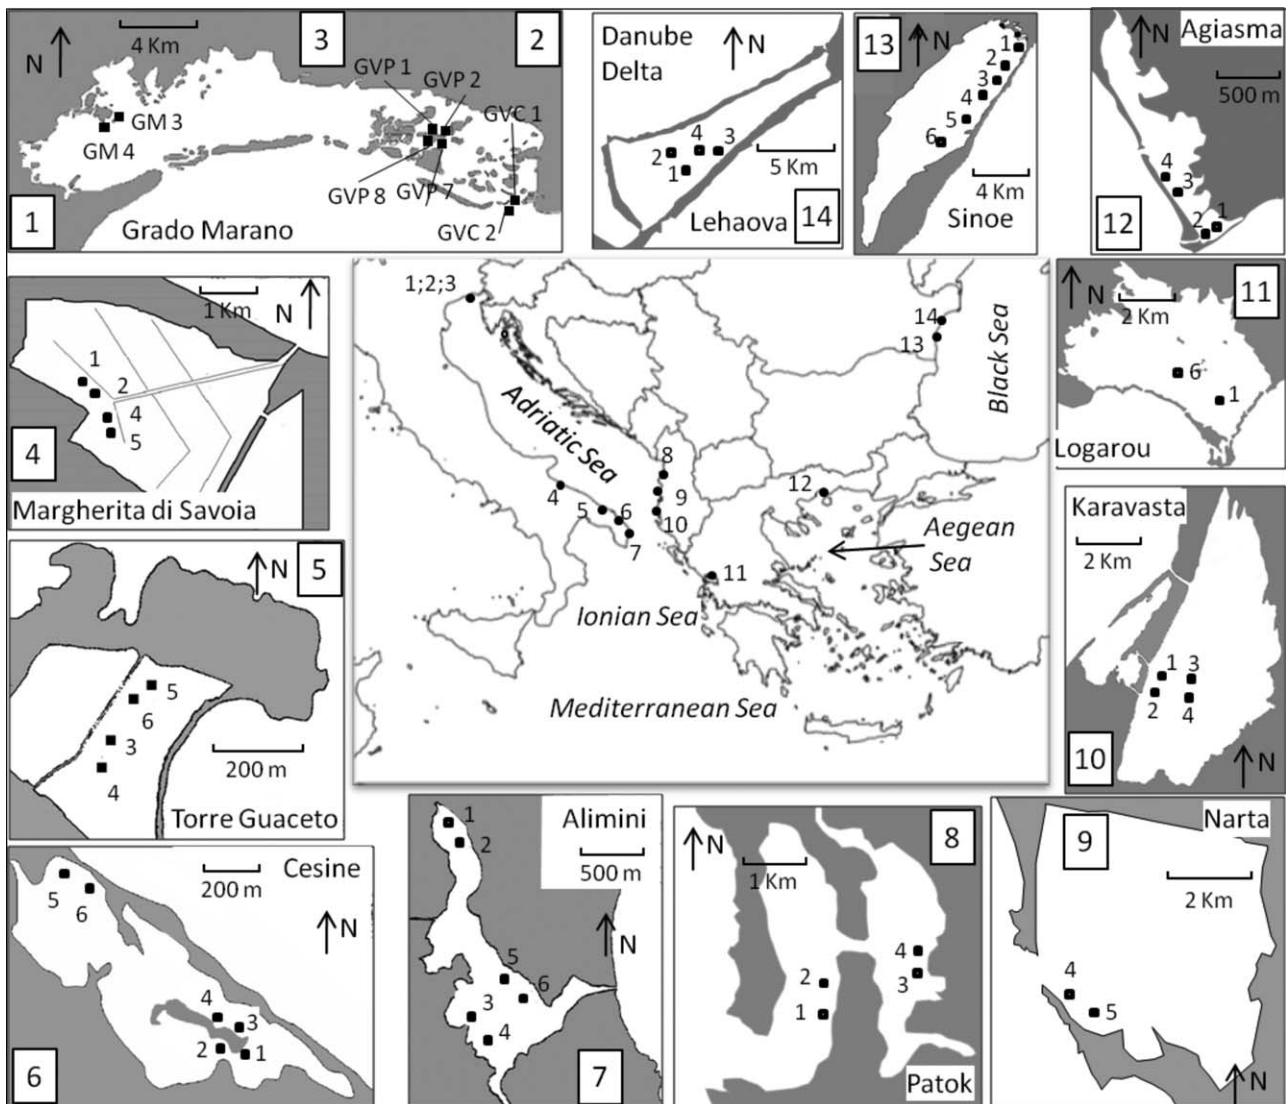 3
2
4 Km
N
GVP 1
GVP 2
GVC 1
GM 3
GM 4
GVP 8
GVP 7
GVC 2
1
Grado Marano
Danube
Delta
N
4
3
2
1
5 Km
Lehaova
14
13
N
1
2
3
4
5
6
4 Km
Sinoe
Agiasma
N
500 m
4
3
2
1
12
1 Km
N
1
2
4
5
4
Margherita di Savoia
1;2;3
14
13
Black Sea
Adriatic Sea
8
9
10
4
5
6
7
12
11
Aegean
Sea
Ionian Sea
Mediterranean Sea
11
N
2 Km
6
1
Logarou
Karavasta
2 Km
1
3
2
4
10
N
N
5
5
6
3
4
200 m
Torre Guaceto
Cesine
200 m
5
6
N
4
3
2
1
6
1
2
Alimini
500 m
N
5
6
3
4
7
8
N
1 Km
4
3
2
1
Patok
9
Narta
2 Km
4
5
N